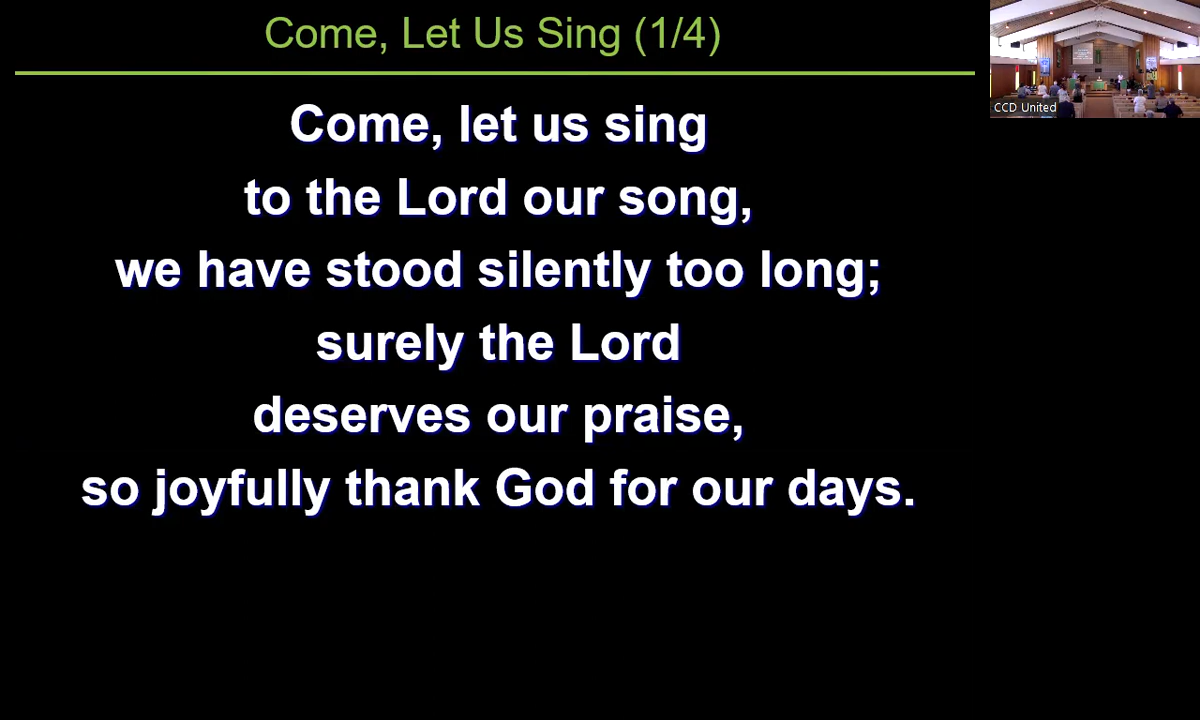 Come, Let Us Sing (1/4)
Come, let us sing
to the Lord our song,
we have stood silently too long;
surely the Lord
deserves our praise,
so joyfully thank God for our days.
CCD United